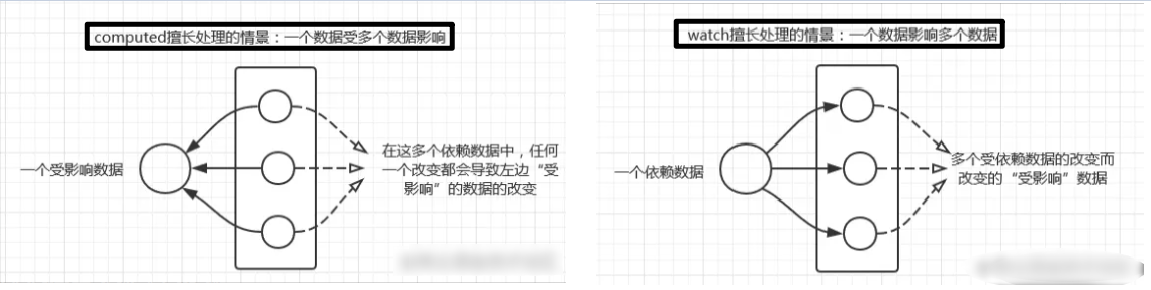 computed擅长处理的情景：一个数据受多个数据影响
一个受影响数据
在这多个依赖数据中，任何
一个改变都会导致左边“受
影响”的数据的改变
watch擅长处理的情景：一个数据影响多个数据
一个依赖数据
多个受依赖数据的改变而
改变的“受影响”数据